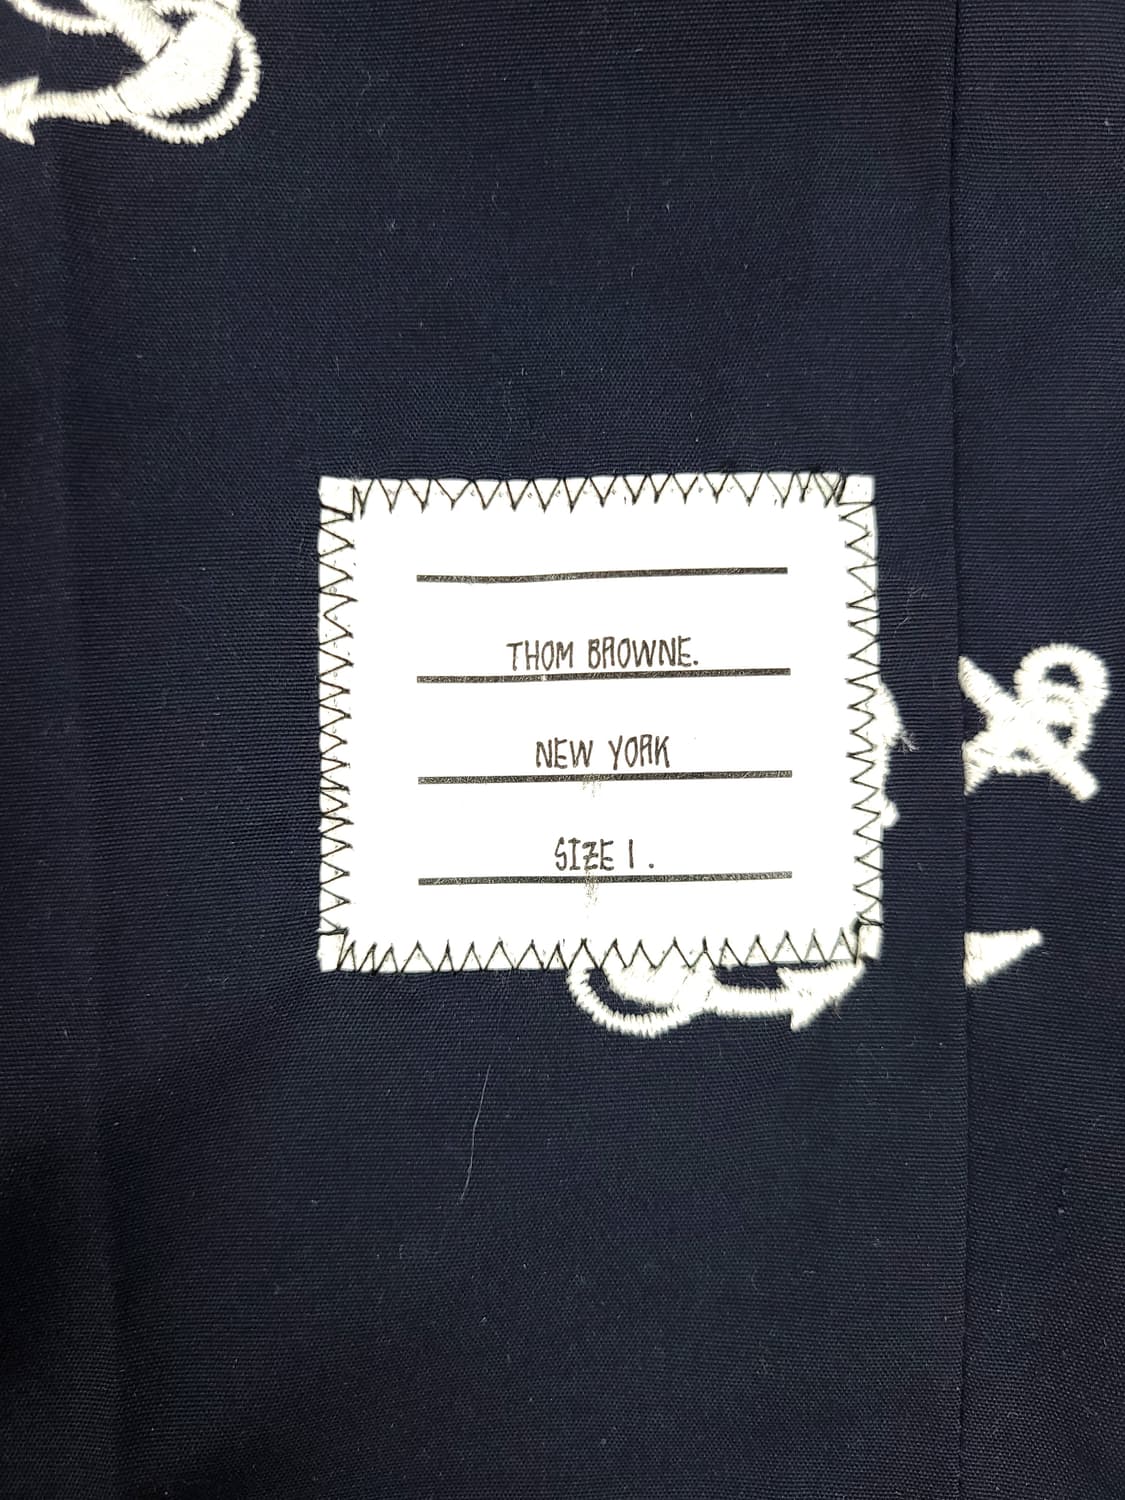 THOM BROWNE.
NEW YORK
SIZE 1.